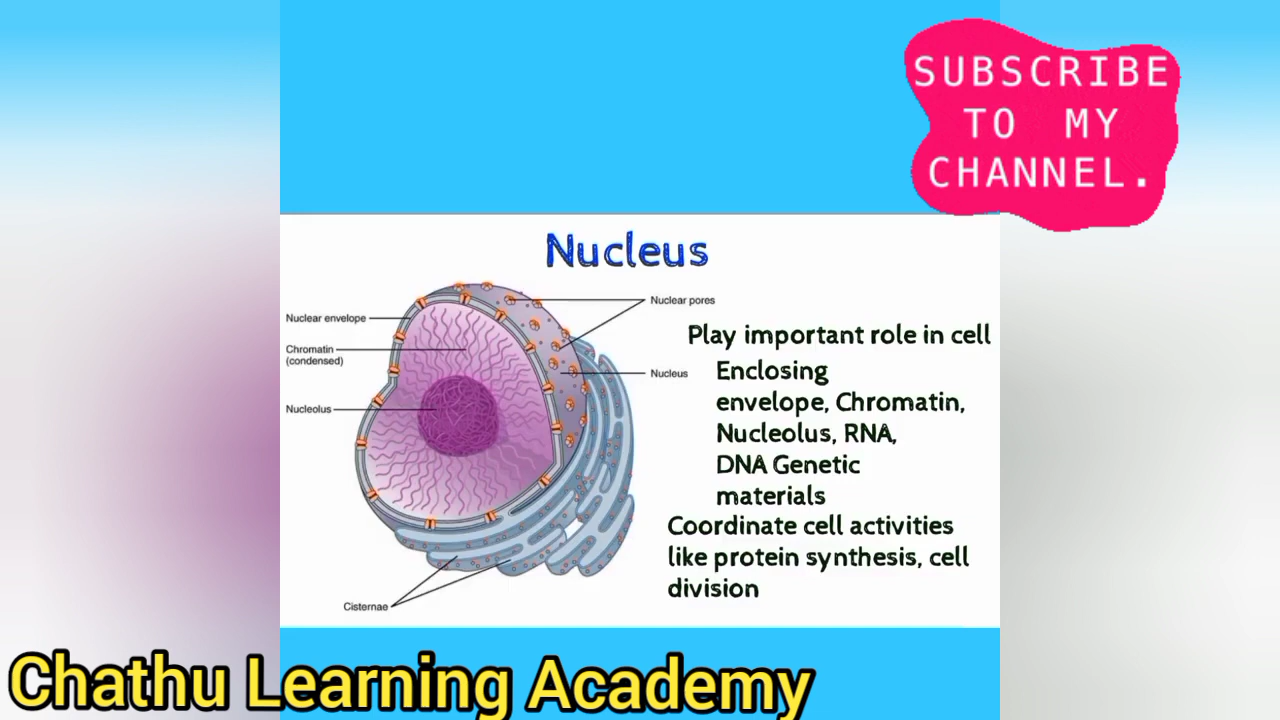 SUBSCRIBE
TO MY
CHANNEL.
Nucleus
Nuclear envelope
Chromatin
(condensed)
Nucleolus
Cisternae
Nuclear pores
Nucleus
Play important role in cell
Enclosing
envelope, Chromatin,
Nucleolus, RNA,
DNA Genetic
materials
Coordinate cell activities
like protein synthesis, cell
division
Chathu Learning Academy